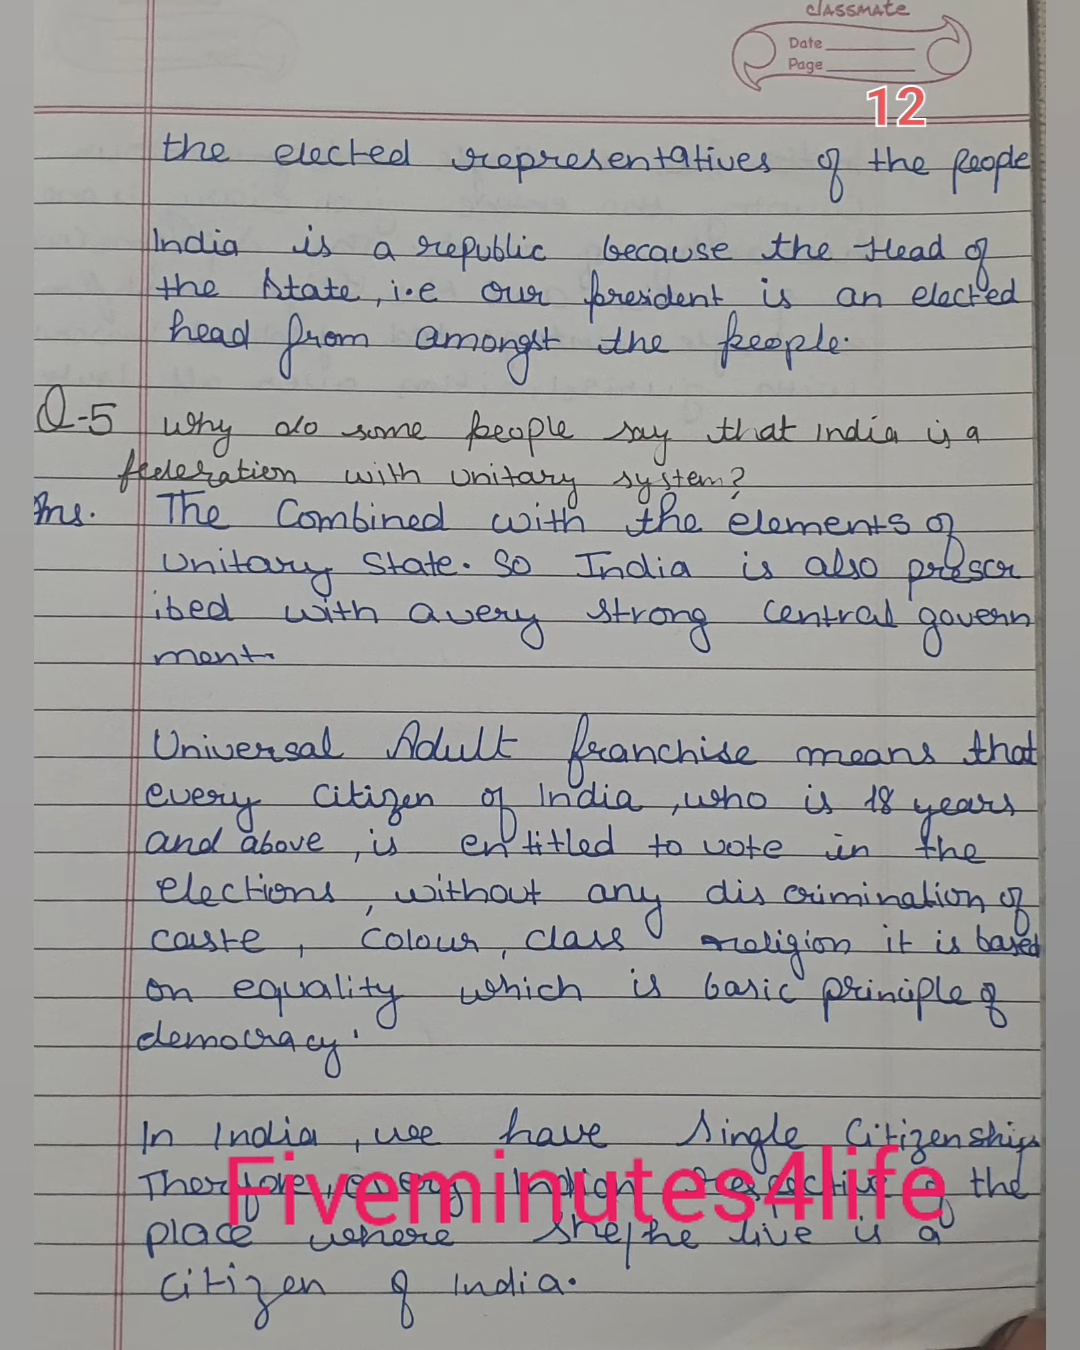 classmate
Date
Page
12
the elected representatives of the people
India is a republic because the Head of
the State, i.e our president is an elected
head from amongst the people.
Q-5 Why do some people say that india is a
federation with unitary system?
Ans. The Combined with the elements of
unitary State. So India is also prescr
ibed with a very strong central govern
ment.
Universal Adult franchise means that
every citizen of India, who is 18 years
and above, is entitled to vote in the
elections, without any discrimination of
caste, colour, class religion it is based
on equality which is basic principle of
democracy.
In India, we have Single Citizenship
Therefore, every Indian of the
Fiveminutes4life
place where she/he live is a
citizen of India.